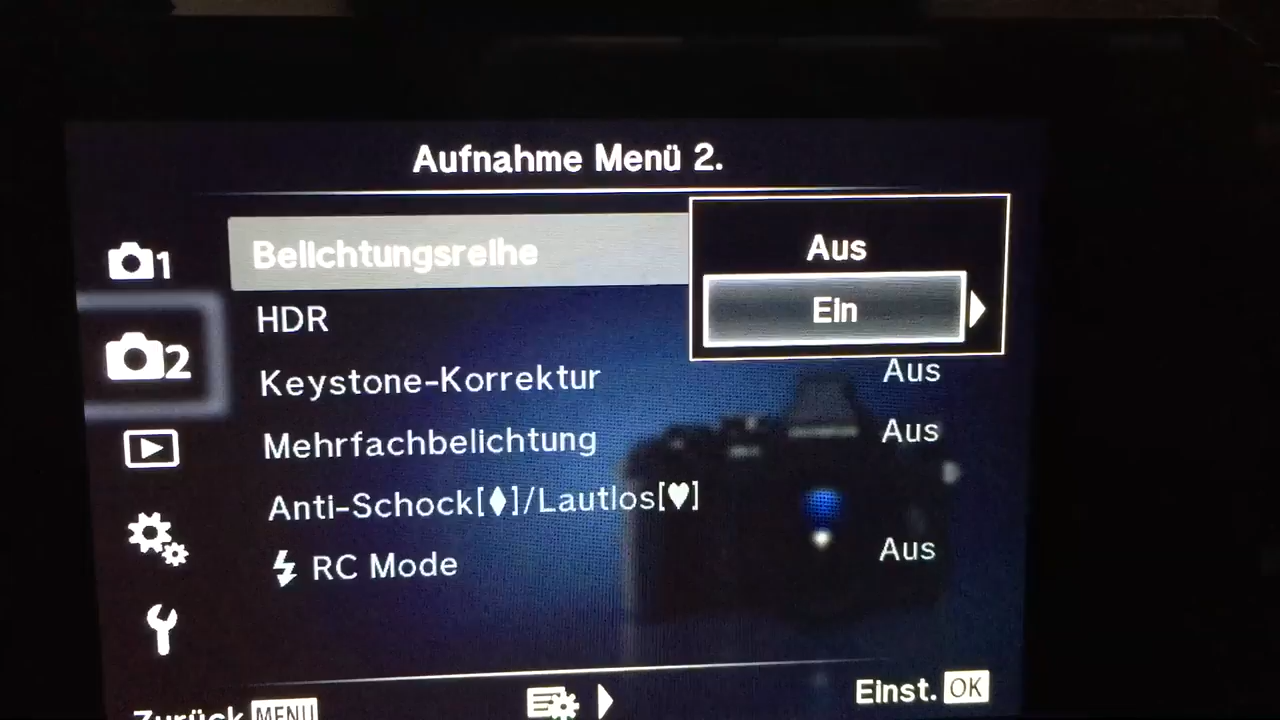 Aufnahme Menü 2.
1
Belichtungsreihe
Aus
Ein
HDR
2
Keystone-Korrektur Aus
Mehrfachbelichtung Aus
Anti-Schock[♦]/Lautlos[♥]
RC Mode Aus
Zurück MENU
Einst. OK